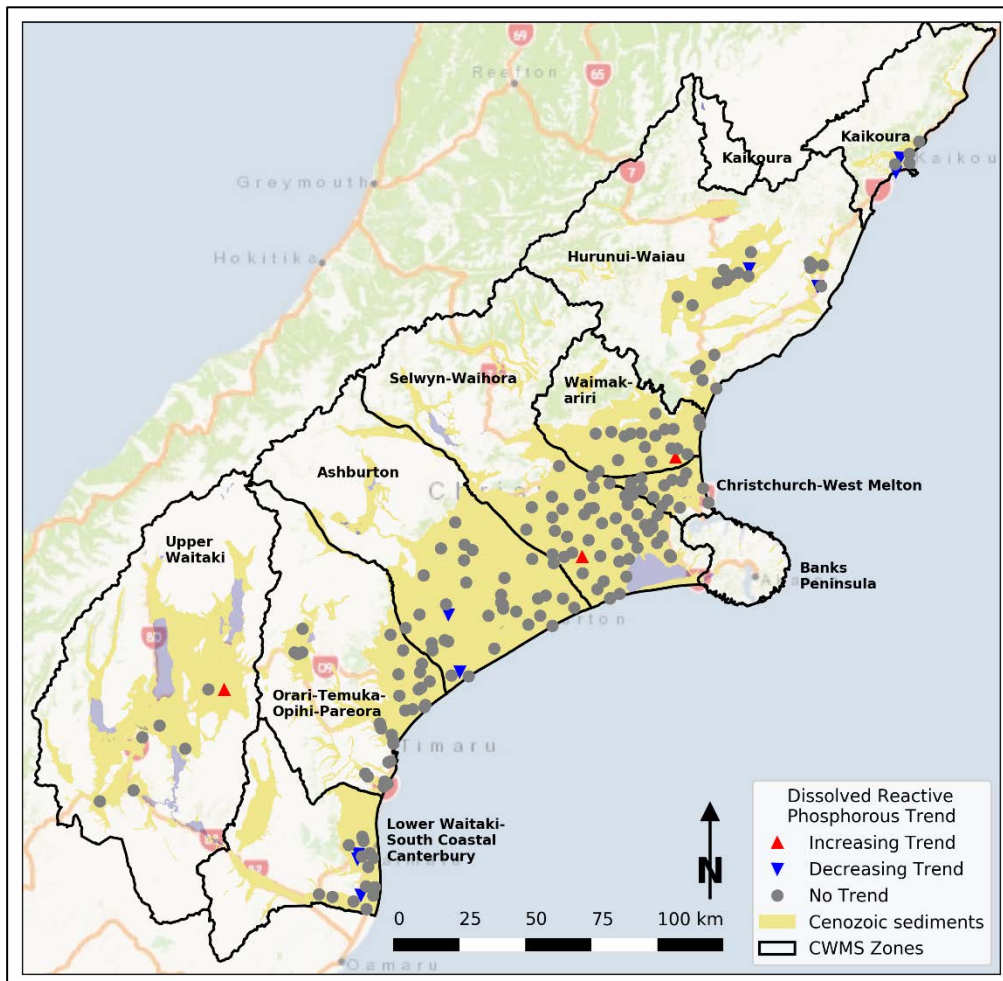 69
Reefton
65
Kaikoura
Kaikoura
Kaikou
Greymouth
7
Hokitika
Hurunui-Waiau
Selwyn-Waihora
Waimak-
ariri
Ashburton
Christchurch-West Melton
Upper
Waitaki
Banks
Peninsula
80
Orari-Temuka-
Opihi-Pareora
Timaru
Lower Waitaki-
South Coastal
Canterbury
Oamaru
N
0 25 50 75 100 km
Dissolved Reactive
Phosphorous Trend
Increasing Trend
Decreasing Trend
No Trend
Cenozoic sediments
CWMS Zones